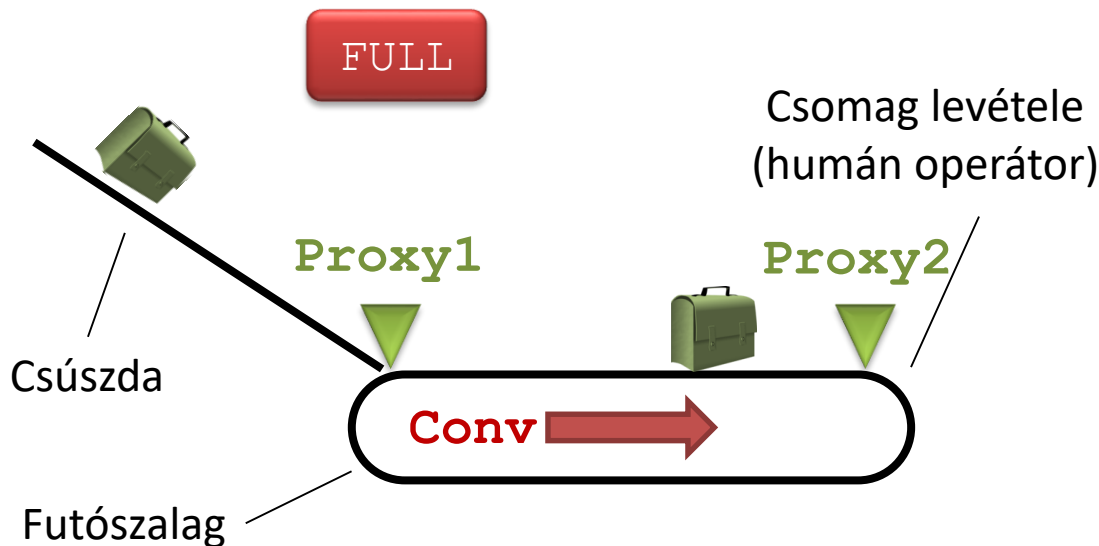 FULL
Csomag levétele
(humán operátor)
Proxy1
Proxy2
Csúszda
Conv
Futószalag